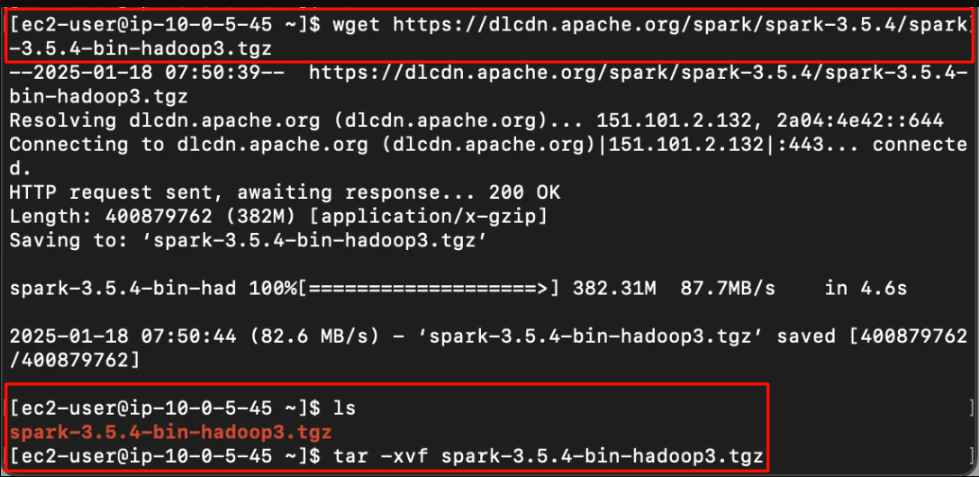 [ec2-user@ip-10-0-5-45 ~]$ wget https://dlcdn.apache.org/spark/spark-3.5.4/spark]
-3.5.4-bin-hadoop3.tgz
--2025-01-18 07:50:39--  https://dlcdn.apache.org/spark/spark-3.5.4/spark-3.5.4-
bin-hadoop3.tgz
Resolving dlcdn.apache.org (dlcdn.apache.org)... 151.101.2.132, 2a04:4e42::644
Connecting to dlcdn.apache.org (dlcdn.apache.org)|151.101.2.132|:443... connecte
d.
HTTP request sent, awaiting response... 200 OK
Length: 400879762 (382M) [application/x-gzip]
Saving to: ‘spark-3.5.4-bin-hadoop3.tgz’
spark-3.5.4-bin-had 100%[===================>] 382.31M  87.7MB/s    in 4.6s
2025-01-18 07:50:44 (82.6 MB/s) - ‘spark-3.5.4-bin-hadoop3.tgz’ saved [400879762
/400879762]
[ec2-user@ip-10-0-5-45 ~]$ ls ]
spark-3.5.4-bin-hadoop3.tgz
[ec2-user@ip-10-0-5-45 ~]$ tar -xvf spark-3.5.4-bin-hadoop3.tgz ]